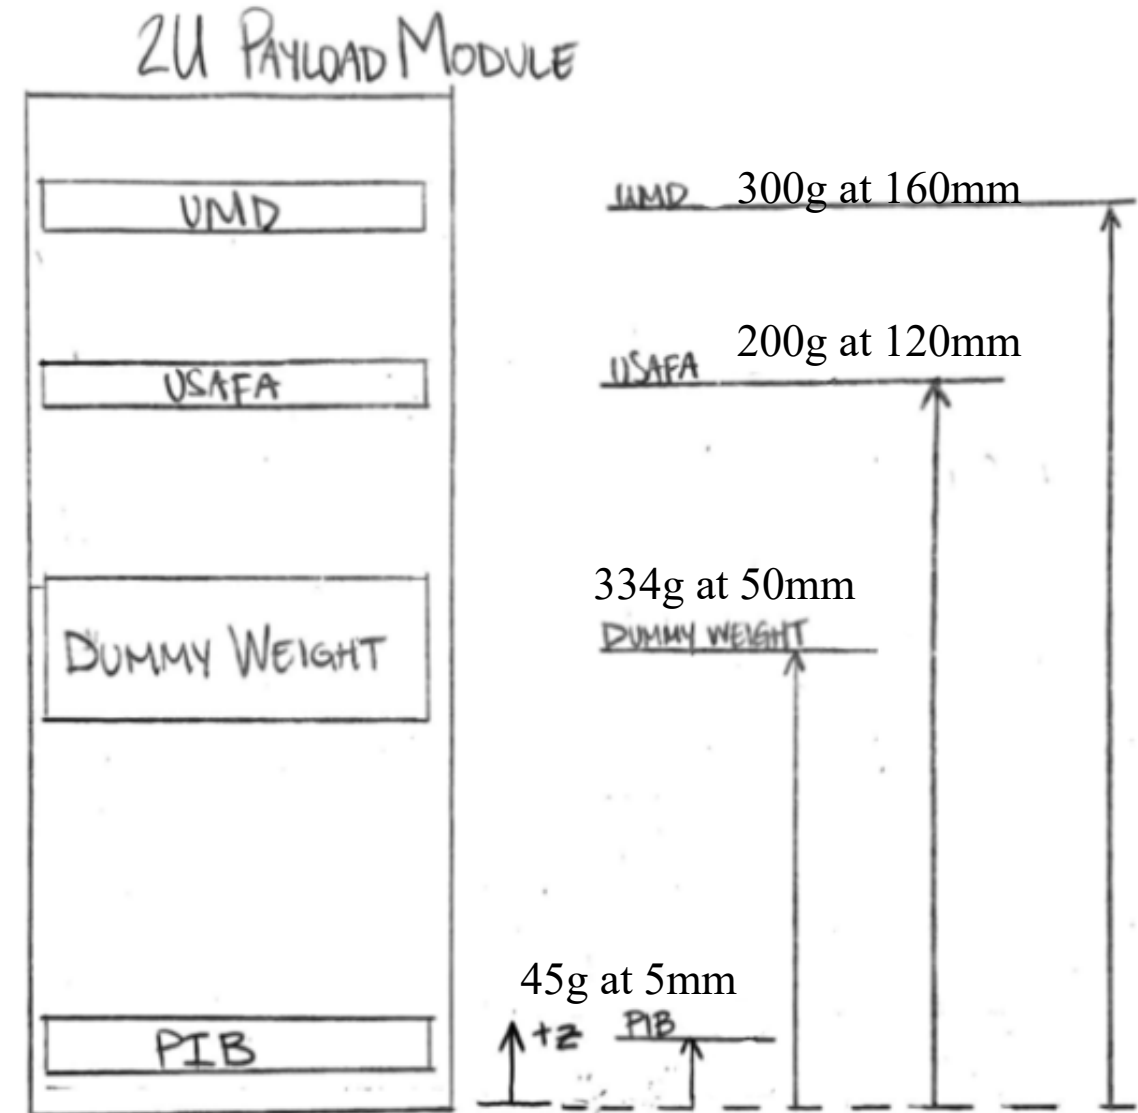 2U PAYLOAD MODULE
UMD
UMD 300g at 160mm
200g at 120mm
USAFA
USAFA
334g at 50mm
DUMMY WEIGHT
DUMMY WEIGHT
45g at 5mm
PIB
+z
PIB